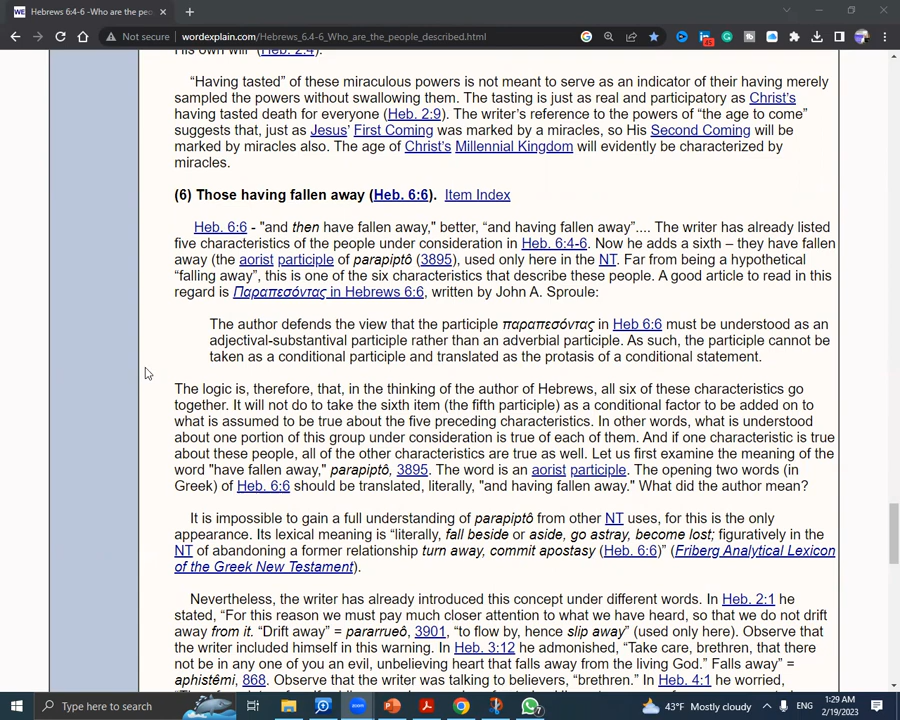 Hebrews 6:4-6 - Who are the peo
Not secure
wordexplain.com/Hebrews_6.4-6_Who_are_the_people_described.html
45
His own will" (Heb. 2:4).
“Having tasted” of these miraculous powers is not meant to serve as an indicator of their having merely
sampled the powers without swallowing them. The tasting is just as real and participatory as Christ's
having tasted death for everyone (Heb. 2:9). The writer's reference to the powers of “the age to come”
suggests that, just as Jesus' First Coming was marked by a miracles, so His Second Coming will be
marked by miracles also. The age of Christ's Millennial Kingdom will evidently be characterized by
miracles.
(6) Those having fallen away (Heb. 6:6). Item Index
Heb. 6:6 - "and then have fallen away," better, “and having fallen away”.... The writer has already listed
five characteristics of the people under consideration in Heb. 6:4-6. Now he adds a sixth – they have fallen
away (the aorist participle of parapiptô (3895), used only here in the NT. Far from being a hypothetical
“falling away”, this is one of the six characteristics that describe these people. A good article to read in this
regard is Παραπεσόντας in Hebrews 6:6, written by John A. Sproule:
The author defends the view that the participle παραπεσόντας in Heb 6:6 must be understood as an
adjectival-substantival participle rather than an adverbial participle. As such, the participle cannot be
taken as a conditional participle and translated as the protasis of a conditional statement.
The logic is, therefore, that, in the thinking of the author of Hebrews, all six of these characteristics go
together. It will not do to take the sixth item (the fifth participle) as a conditional factor to be added on to
what is assumed to be true about the five preceding characteristics. In other words, what is understood
about one portion of this group under consideration is true of each of them. And if one characteristic is true
about these people, all of the other characteristics are true as well. Let us first examine the meaning of the
word "have fallen away," parapiptô, 3895. The word is an aorist participle. The opening two words (in
Greek) of Heb. 6:6 should be translated, literally, "and having fallen away." What did the author mean?
It is impossible to gain a full understanding of parapiptô from other NT uses, for this is the only
appearance. Its lexical meaning is “literally, fall beside or aside, go astray, become lost; figuratively in the
NT of abandoning a former relationship turn away, commit apostasy (Heb. 6:6)” (Friberg Analytical Lexicon
of the Greek New Testament).
Nevertheless, the writer has already introduced this concept under different words. In Heb. 2:1 he
stated, “For this reason we must pay much closer attention to what we have heard, so that we do not drift
away from it. “Drift away” = pararrueô, 3901, “to flow by, hence slip away” (used only here). Observe that
the writer included himself in this warning. In Heb. 3:12 he admonished, “Take care, brethren, that there
not be in any one of you an evil, unbelieving heart that falls away from the living God.” Falls away” =
aphistêmi, 868. Observe that the writer was talking to believers, “brethren.” In Heb. 4:1 he worried,
Type here to search
zoom
43°F Mostly cloudy
ENG
1:29 AM
2/19/2023